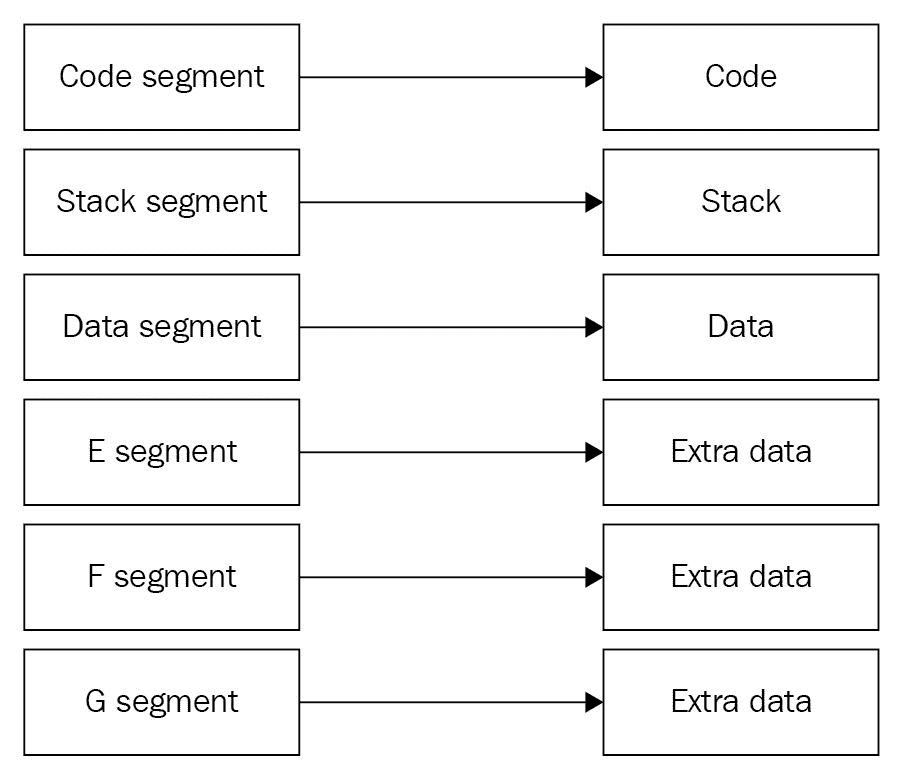 Code segment
Code
Stack segment
Stack
Data segment
Data
E segment
Extra data
F segment
Extra data
G segment
Extra data